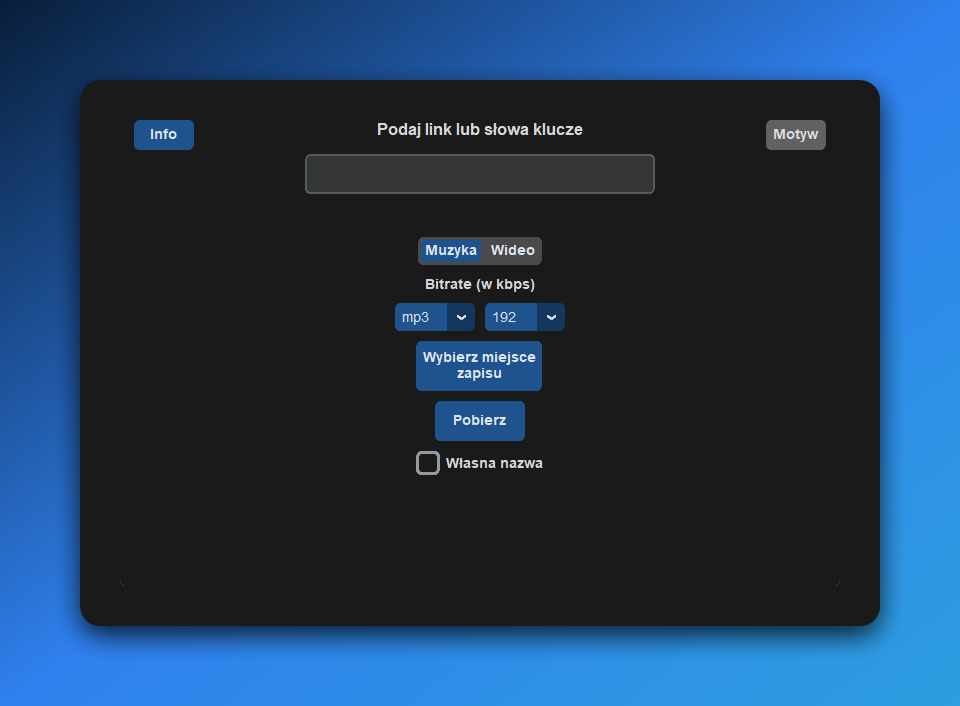 Info
Podaj link lub słowa klucze
Motyw
Muzyka Wideo
Bitrate (w kbps)
mp3 192
Wybierz miejsce
zapisu
Pobierz
Własna nazwa